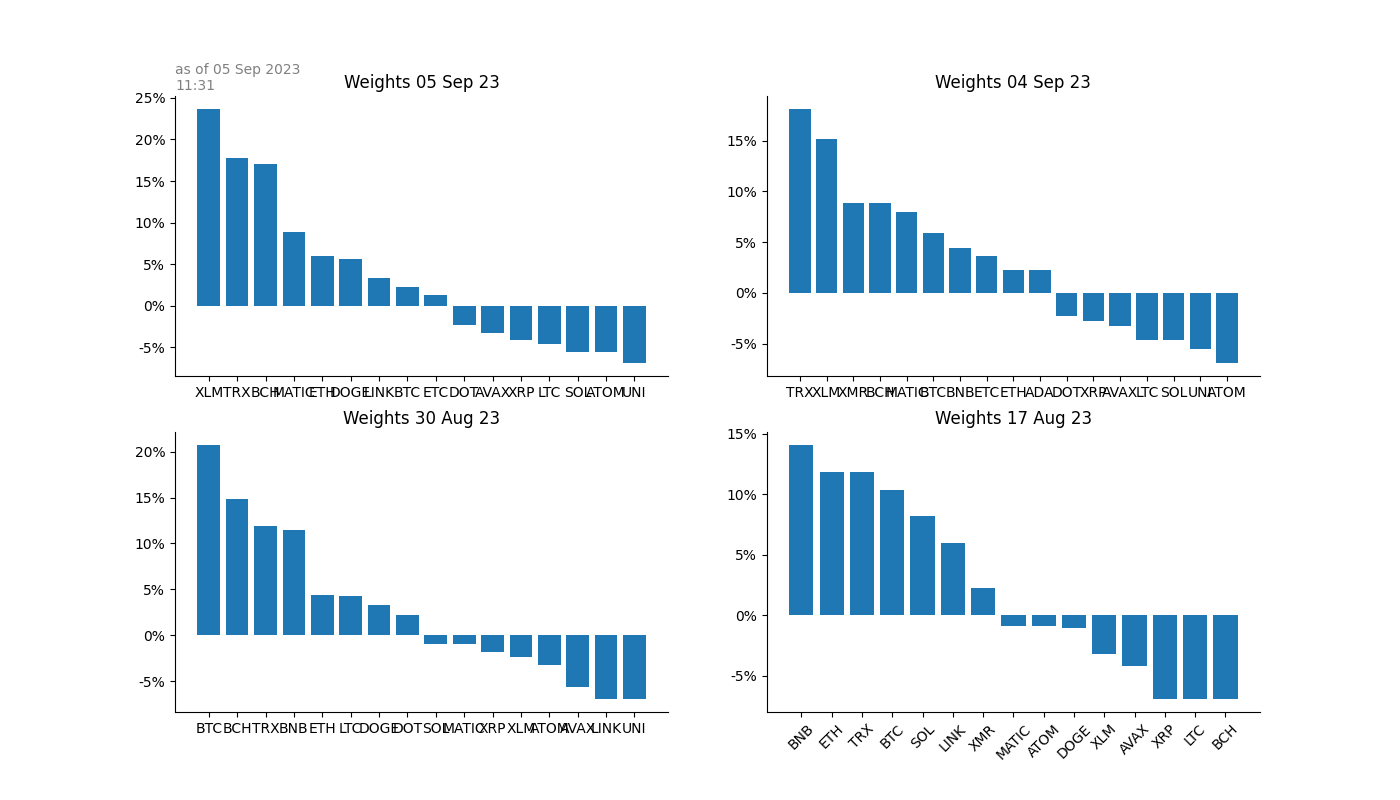 as of 05 Sep 2023
11:31
Weights 05 Sep 23
25%
20%
15%
10%
5%
0%
-5%
XLM TRX BCH MATIC ETH DOGE LINK BTC ETC DOT AVAX XRP LTC SOL ATOM UNI
Weights 04 Sep 23
15%
10%
5%
0%
-5%
TRX XLM XMR BCH MATIC BTC BNB ETC ETH ADA DOT XRP AVAX LTC SOL UNI ATOM
Weights 30 Aug 23
20%
15%
10%
5%
0%
-5%
BTC BCH TRX BNB ETH LTC DOGE DOT SOL MATIC XRP XLM ATOM AVAX LINK UNI
Weights 17 Aug 23
15%
10%
5%
0%
-5%
BNB ETH TRX BTC SOL LINK XMR MATIC ATOM DOGE XLM AVAX XRP LTC BCH